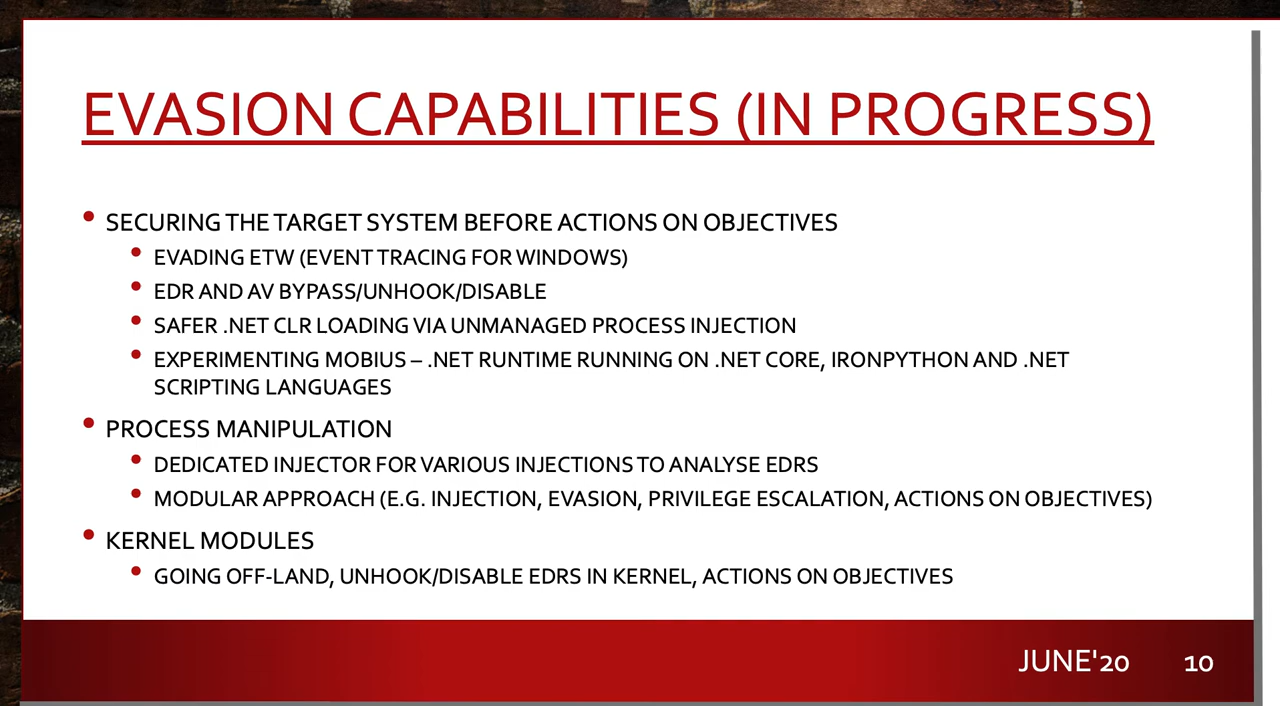 EVASION CAPABILITIES (IN PROGRESS)
• SECURING THE TARGET SYSTEM BEFORE ACTIONS ON OBJECTIVES
• EVADING ETW (EVENT TRACING FOR WINDOWS)
• EDR AND AV BYPASS/UNHOOK/DISABLE
• SAFER .NET CLR LOADING VIA UNMANAGED PROCESS INJECTION
• EXPERIMENTING MOBIUS – .NET RUNTIME RUNNING ON .NET CORE, IRONPYTHON AND .NET
SCRIPTING LANGUAGES
• PROCESS MANIPULATION
• DEDICATED INJECTOR FOR VARIOUS INJECTIONS TO ANALYSE EDRS
• MODULAR APPROACH (E.G. INJECTION, EVASION, PRIVILEGE ESCALATION, ACTIONS ON OBJECTIVES)
• KERNEL MODULES
• GOING OFF-LAND, UNHOOK/DISABLE EDRS IN KERNEL, ACTIONS ON OBJECTIVES
JUNE'20 10